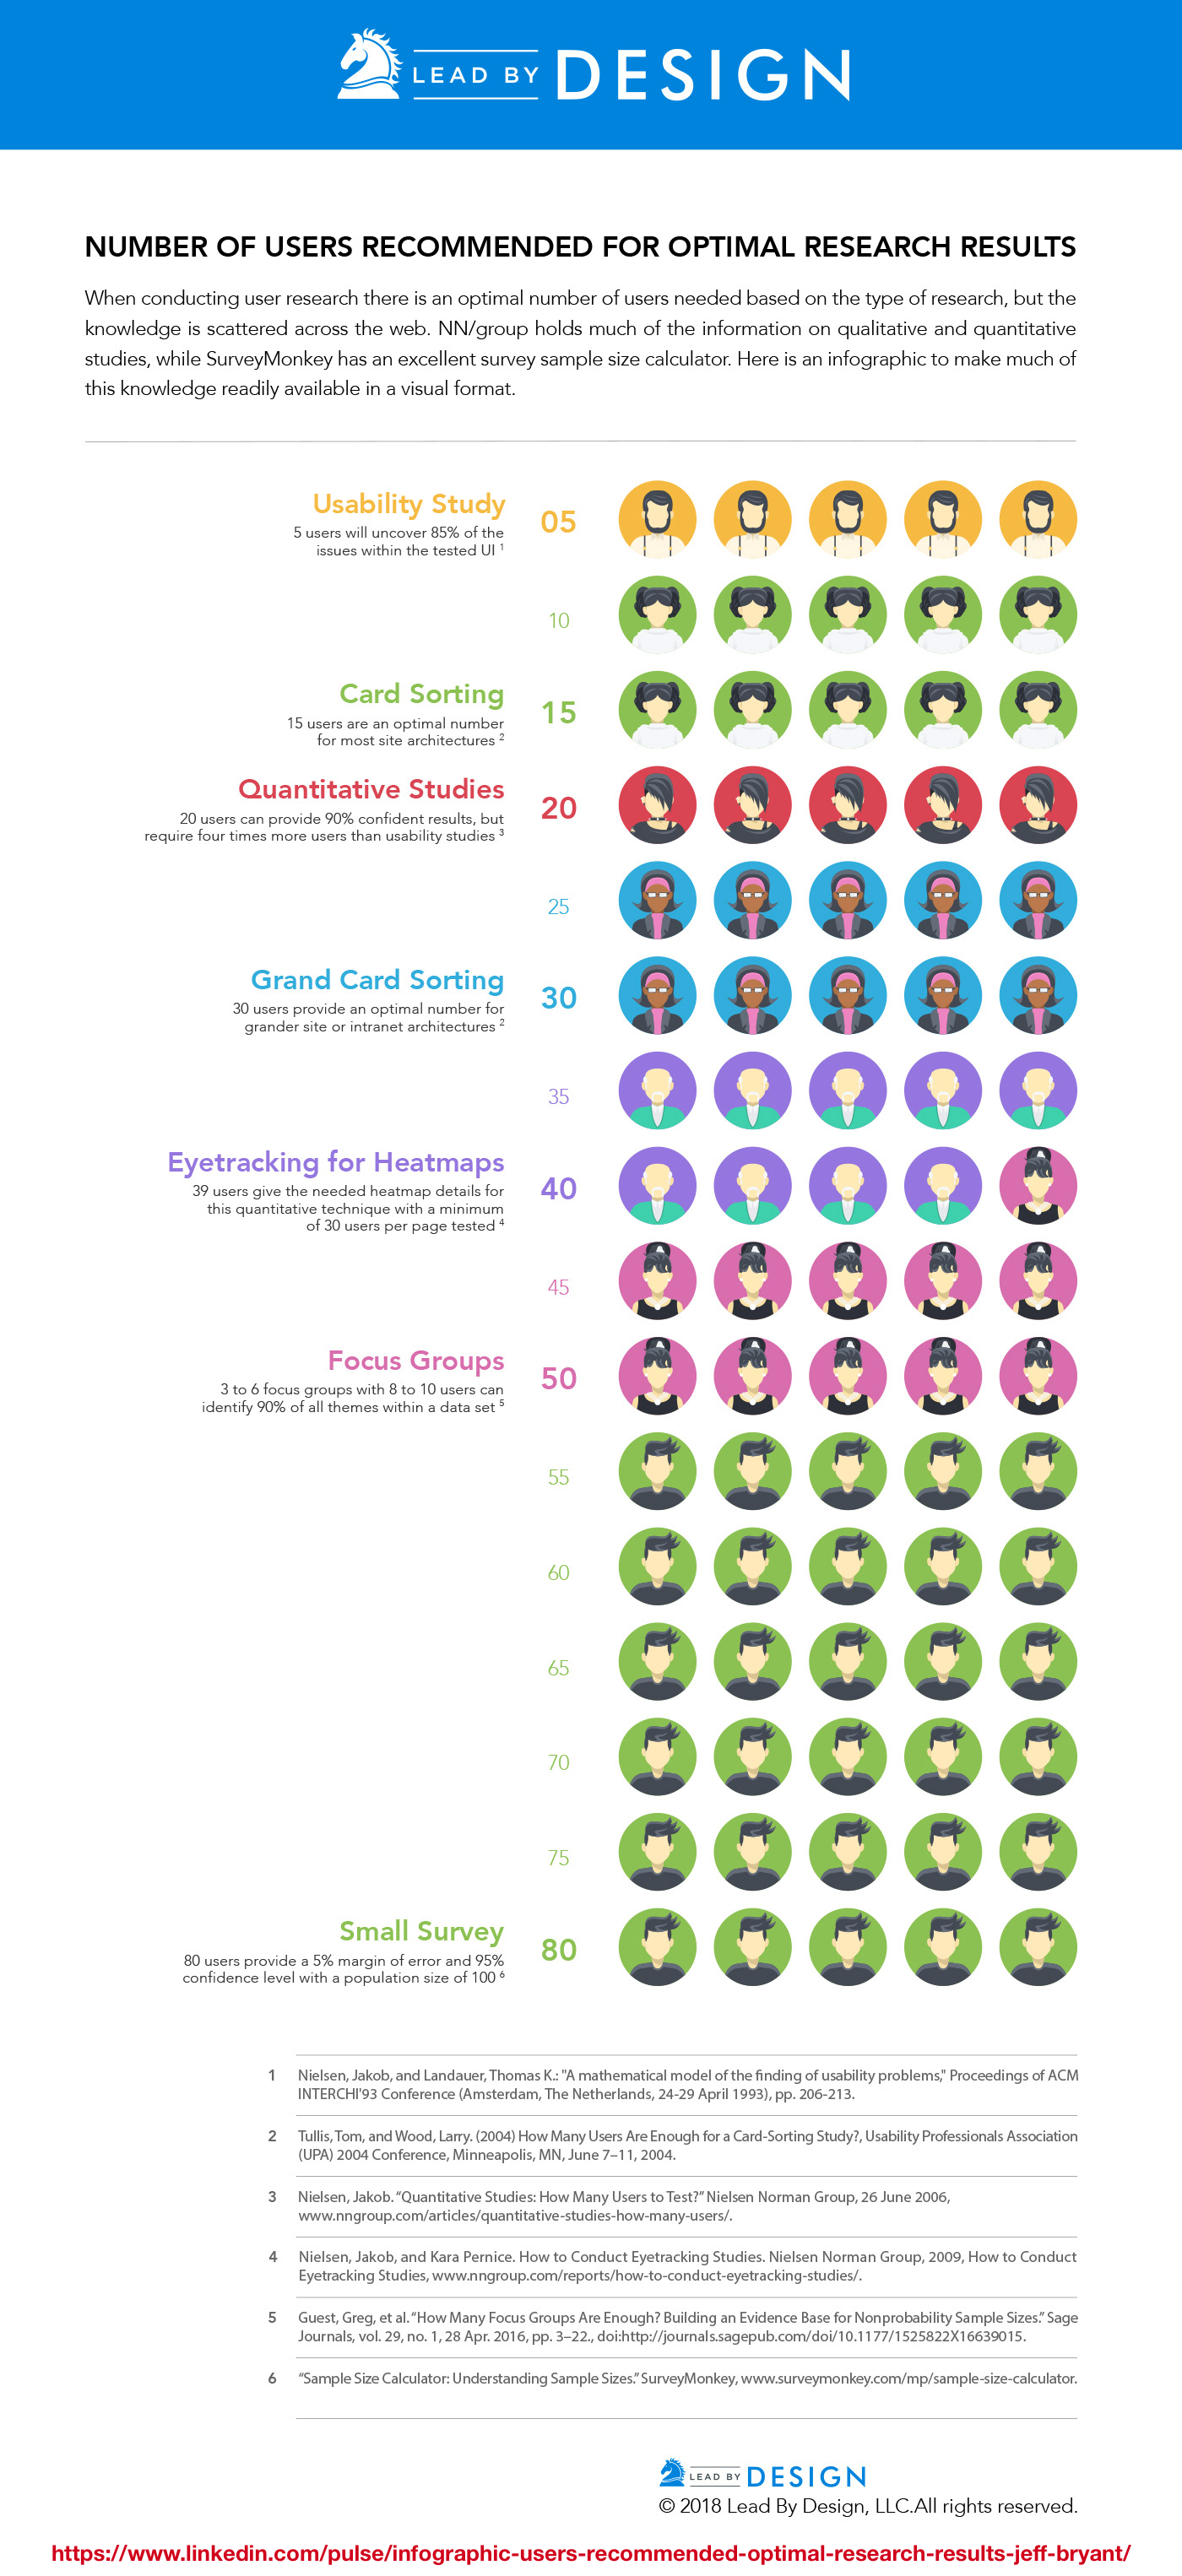 LEAD BY DESIGN
NUMBER OF USERS RECOMMENDED FOR OPTIMAL RESEARCH RESULTS
When conducting user research there is an optimal number of users needed based on the type of research, but the
knowledge is scattered across the web. NN/group holds much of the information on qualitative and quantitative
studies, while SurveyMonkey has an excellent survey sample size calculator. Here is an infographic to make much of
this knowledge readily available in a visual format.
Usability Study
5 users will uncover 85% of the
issues within the tested UI 1
05
10
Card Sorting
15 users are an optimal number
for most site architectures 2
15
Quantitative Studies
20 users can provide 90% confident results, but
require four times more users than usability studies 3
20
25
Grand Card Sorting
30 users provide an optimal number for
grander site or intranet architectures 2
30
35
Eyetracking for Heatmaps
39 users give the needed heatmap details for
this quantitative technique with a minimum
of 30 users per page tested 4
40
45
Focus Groups
3 to 6 focus groups with 8 to 10 users can
identify 90% of all themes within a data set 5
50
55
60
65
70
75
Small Survey
80 users provide a 5% margin of error and 95%
confidence level with a population size of 100 6
80
1 Nielsen, Jakob, and Landauer, Thomas K.: "A mathematical model of the finding of usability problems," Proceedings of ACM
INTERCHI'93 Conference (Amsterdam, The Netherlands, 24-29 April 1993), pp. 206-213.
2 Tullis, Tom, and Wood, Larry. (2004) How Many Users Are Enough for a Card-Sorting Study?, Usability Professionals Association
(UPA) 2004 Conference, Minneapolis, MN, June 7–11, 2004.
3 Nielsen, Jakob. “Quantitative Studies: How Many Users to Test?” Nielsen Norman Group, 26 June 2006,
www.nngroup.com/articles/quantitative-studies-how-many-users/.
4 Nielsen, Jakob, and Kara Pernice. How to Conduct Eyetracking Studies. Nielsen Norman Group, 2009, How to Conduct
Eyetracking Studies, www.nngroup.com/reports/how-to-conduct-eyetracking-studies/.
5 Guest, Greg, et al. “How Many Focus Groups Are Enough? Building an Evidence Base for Nonprobability Sample Sizes.” Sage
Journals, vol. 29, no. 1, 28 Apr. 2016, pp. 3–22., doi:http://journals.sagepub.com/doi/10.1177/1525822X16639015.
6 “Sample Size Calculator: Understanding Sample Sizes.” SurveyMonkey, www.surveymonkey.com/mp/sample-size-calculator.
LEAD BY DESIGN
© 2018 Lead By Design, LLC.All rights reserved.
https://www.linkedin.com/pulse/infographic-users-recommended-optimal-research-results-jeff-bryant/